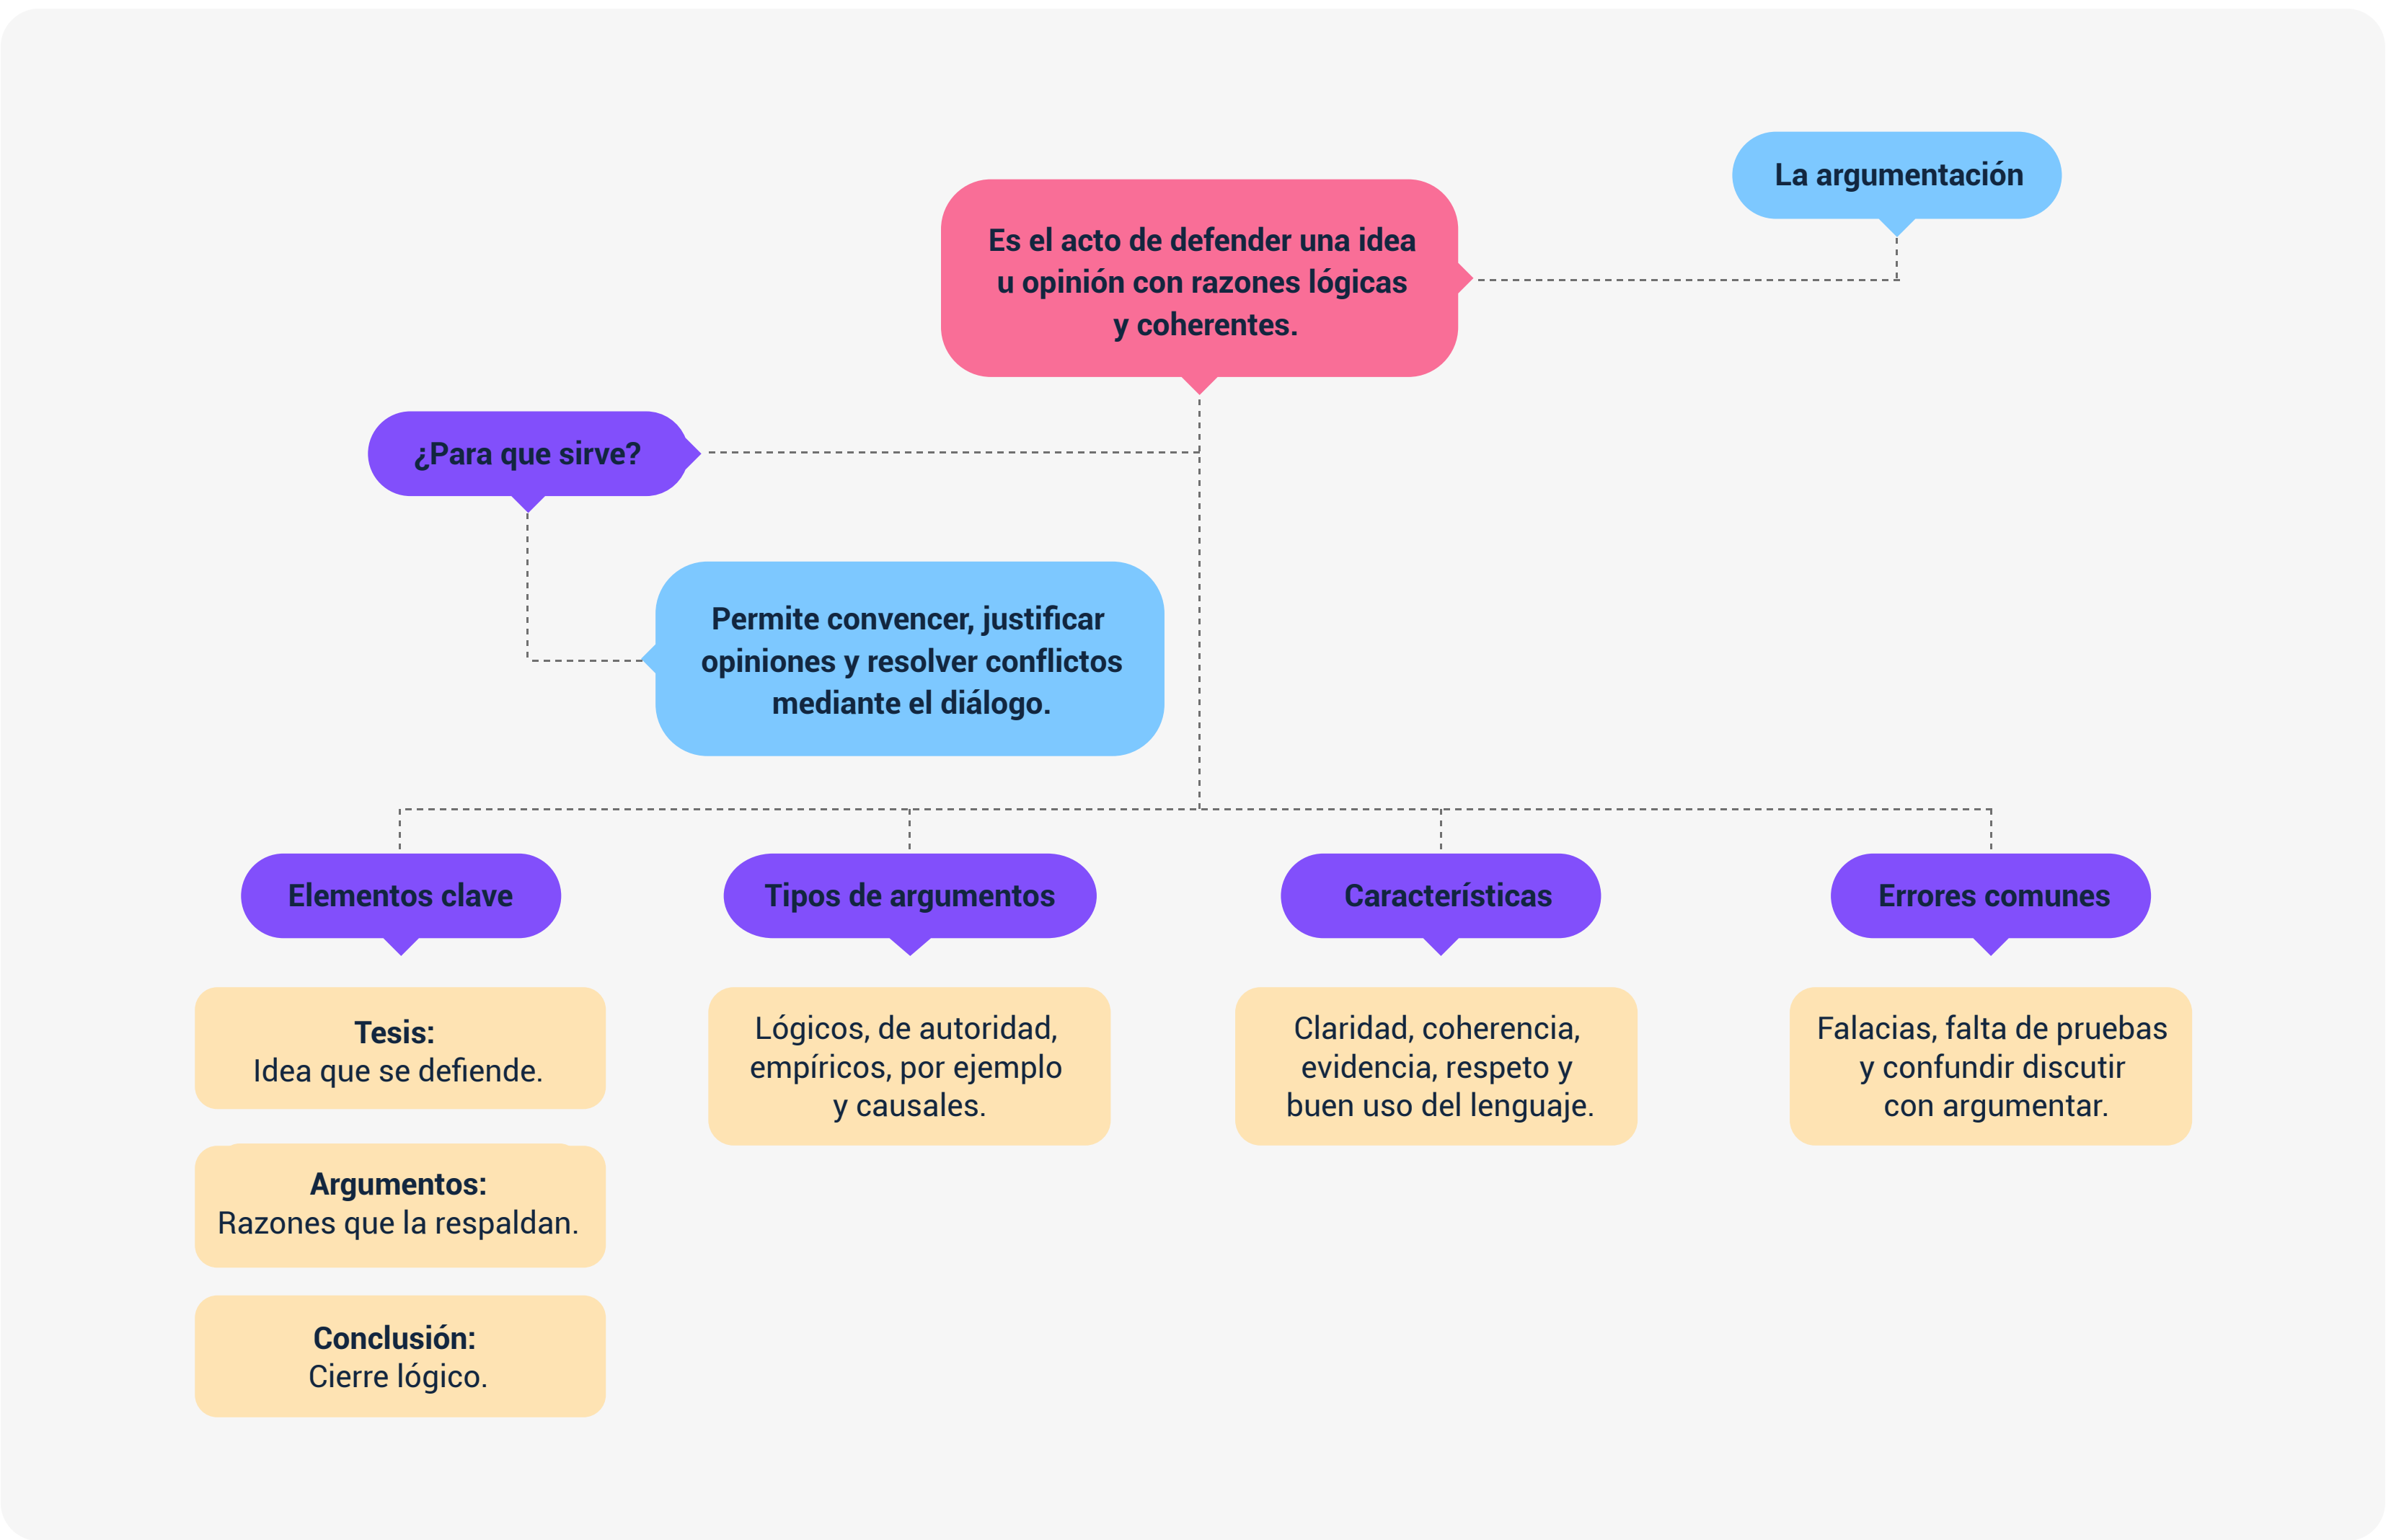 La argumentación
Es el acto de defender una idea
u opinión con razones lógicas
y coherentes.
¿Para que sirve?
Permite convencer, justificar
opiniones y resolver conflictos
mediante el diálogo.
Elementos clave
Tesis:
Idea que se defiende.
Argumentos:
Razones que la respaldan.
Conclusión:
Cierre lógico.
Tipos de argumentos
Lógicos, de autoridad,
empíricos, por ejemplo
y causales.
Características
Claridad, coherencia,
evidencia, respeto y
buen uso del lenguaje.
Errores comunes
Falacias, falta de pruebas
y confundir discutir
con argumentar.